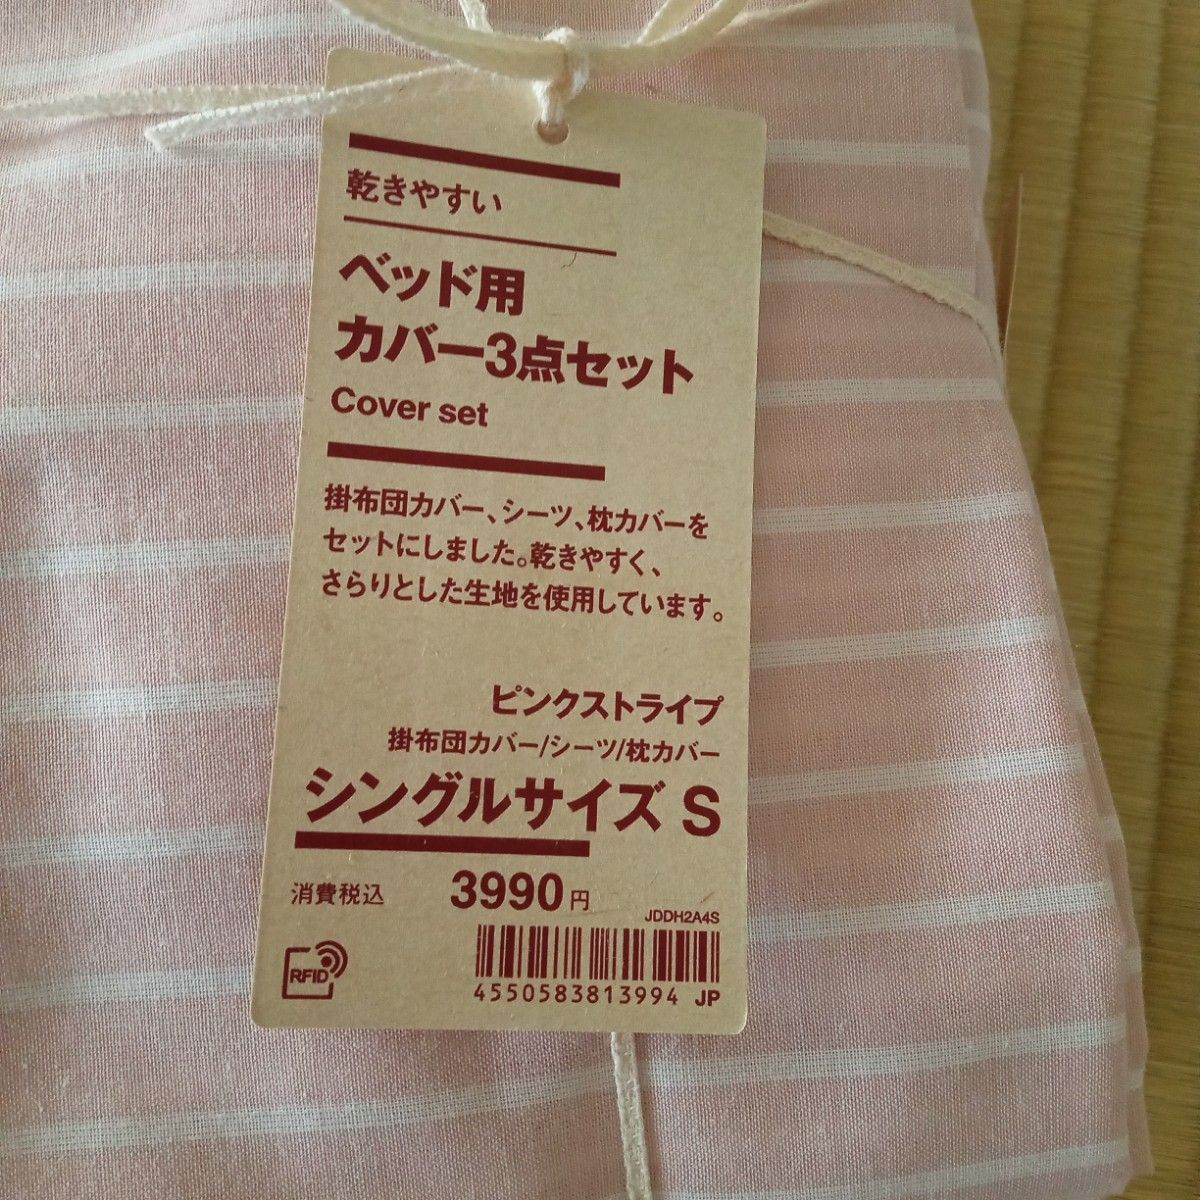 乾きやすい
ベッド用
カバー3点セット
Cover set
掛布団カバー、シーツ、枕カバーを
セットにしました。乾きやすく、
さらりとした生地を使用しています。
ピンクストライプ
掛布団カバー/シーツ/枕カバー
シングルサイズ S
消費税込 3990円
JDDH2A4S
RFID
4550583813994 JP